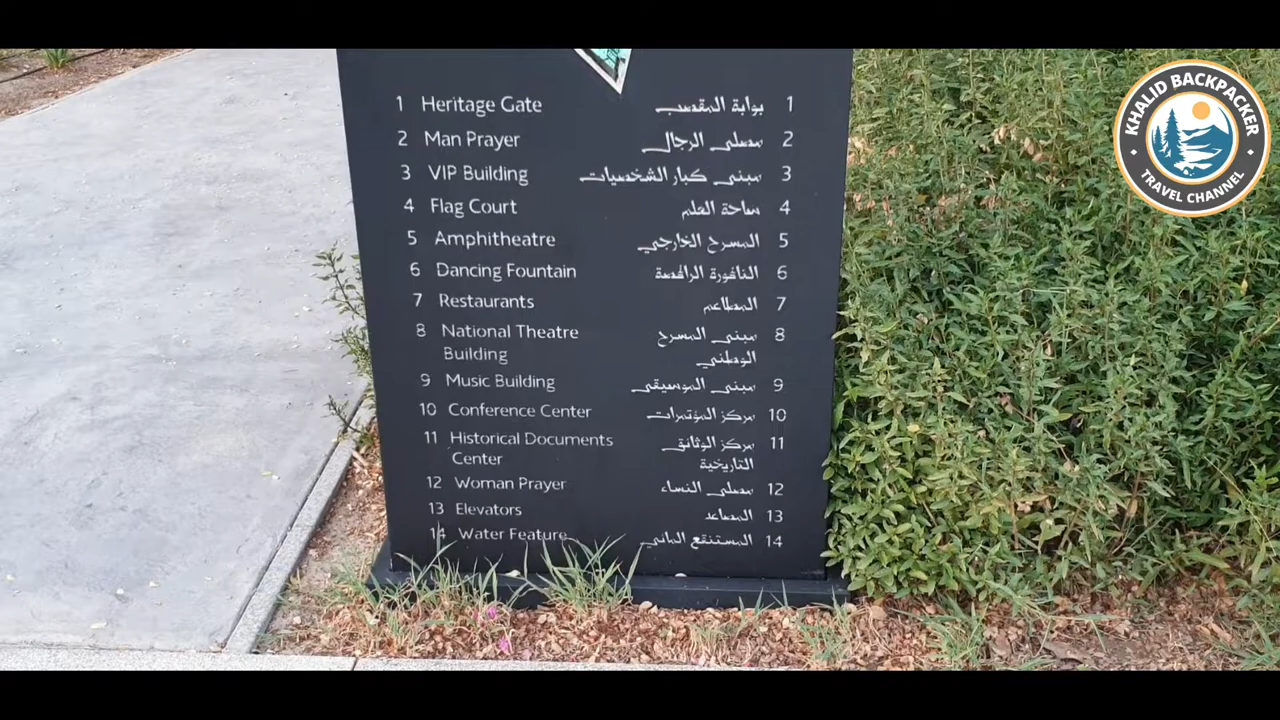 1 Heritage Gate بوابة المقصب 1
2 Man Prayer مصلى الرجال 2
3 VIP Building مبنى كبار الشخصيات 3
4 Flag Court ساحة العلم 4
5 Amphitheatre المسرح الخارجي 5
6 Dancing Fountain النافورة الراقصة 6
7 Restaurants المطاعم 7
8 National Theatre مبنى المسرح 8
Building الوطني
9 Music Building مبنى الموسيقى 9
10 Conference Center مركز المؤتمرات 10
11 Historical Documents مركز الوثائق 11
Center التاريخية
12 Woman Prayer مصلى النساء 12
13 Elevators المصاعد 13
14 Water Feature المستنقع المائي 14
KHALID BACKPACKER
TRAVEL CHANNEL